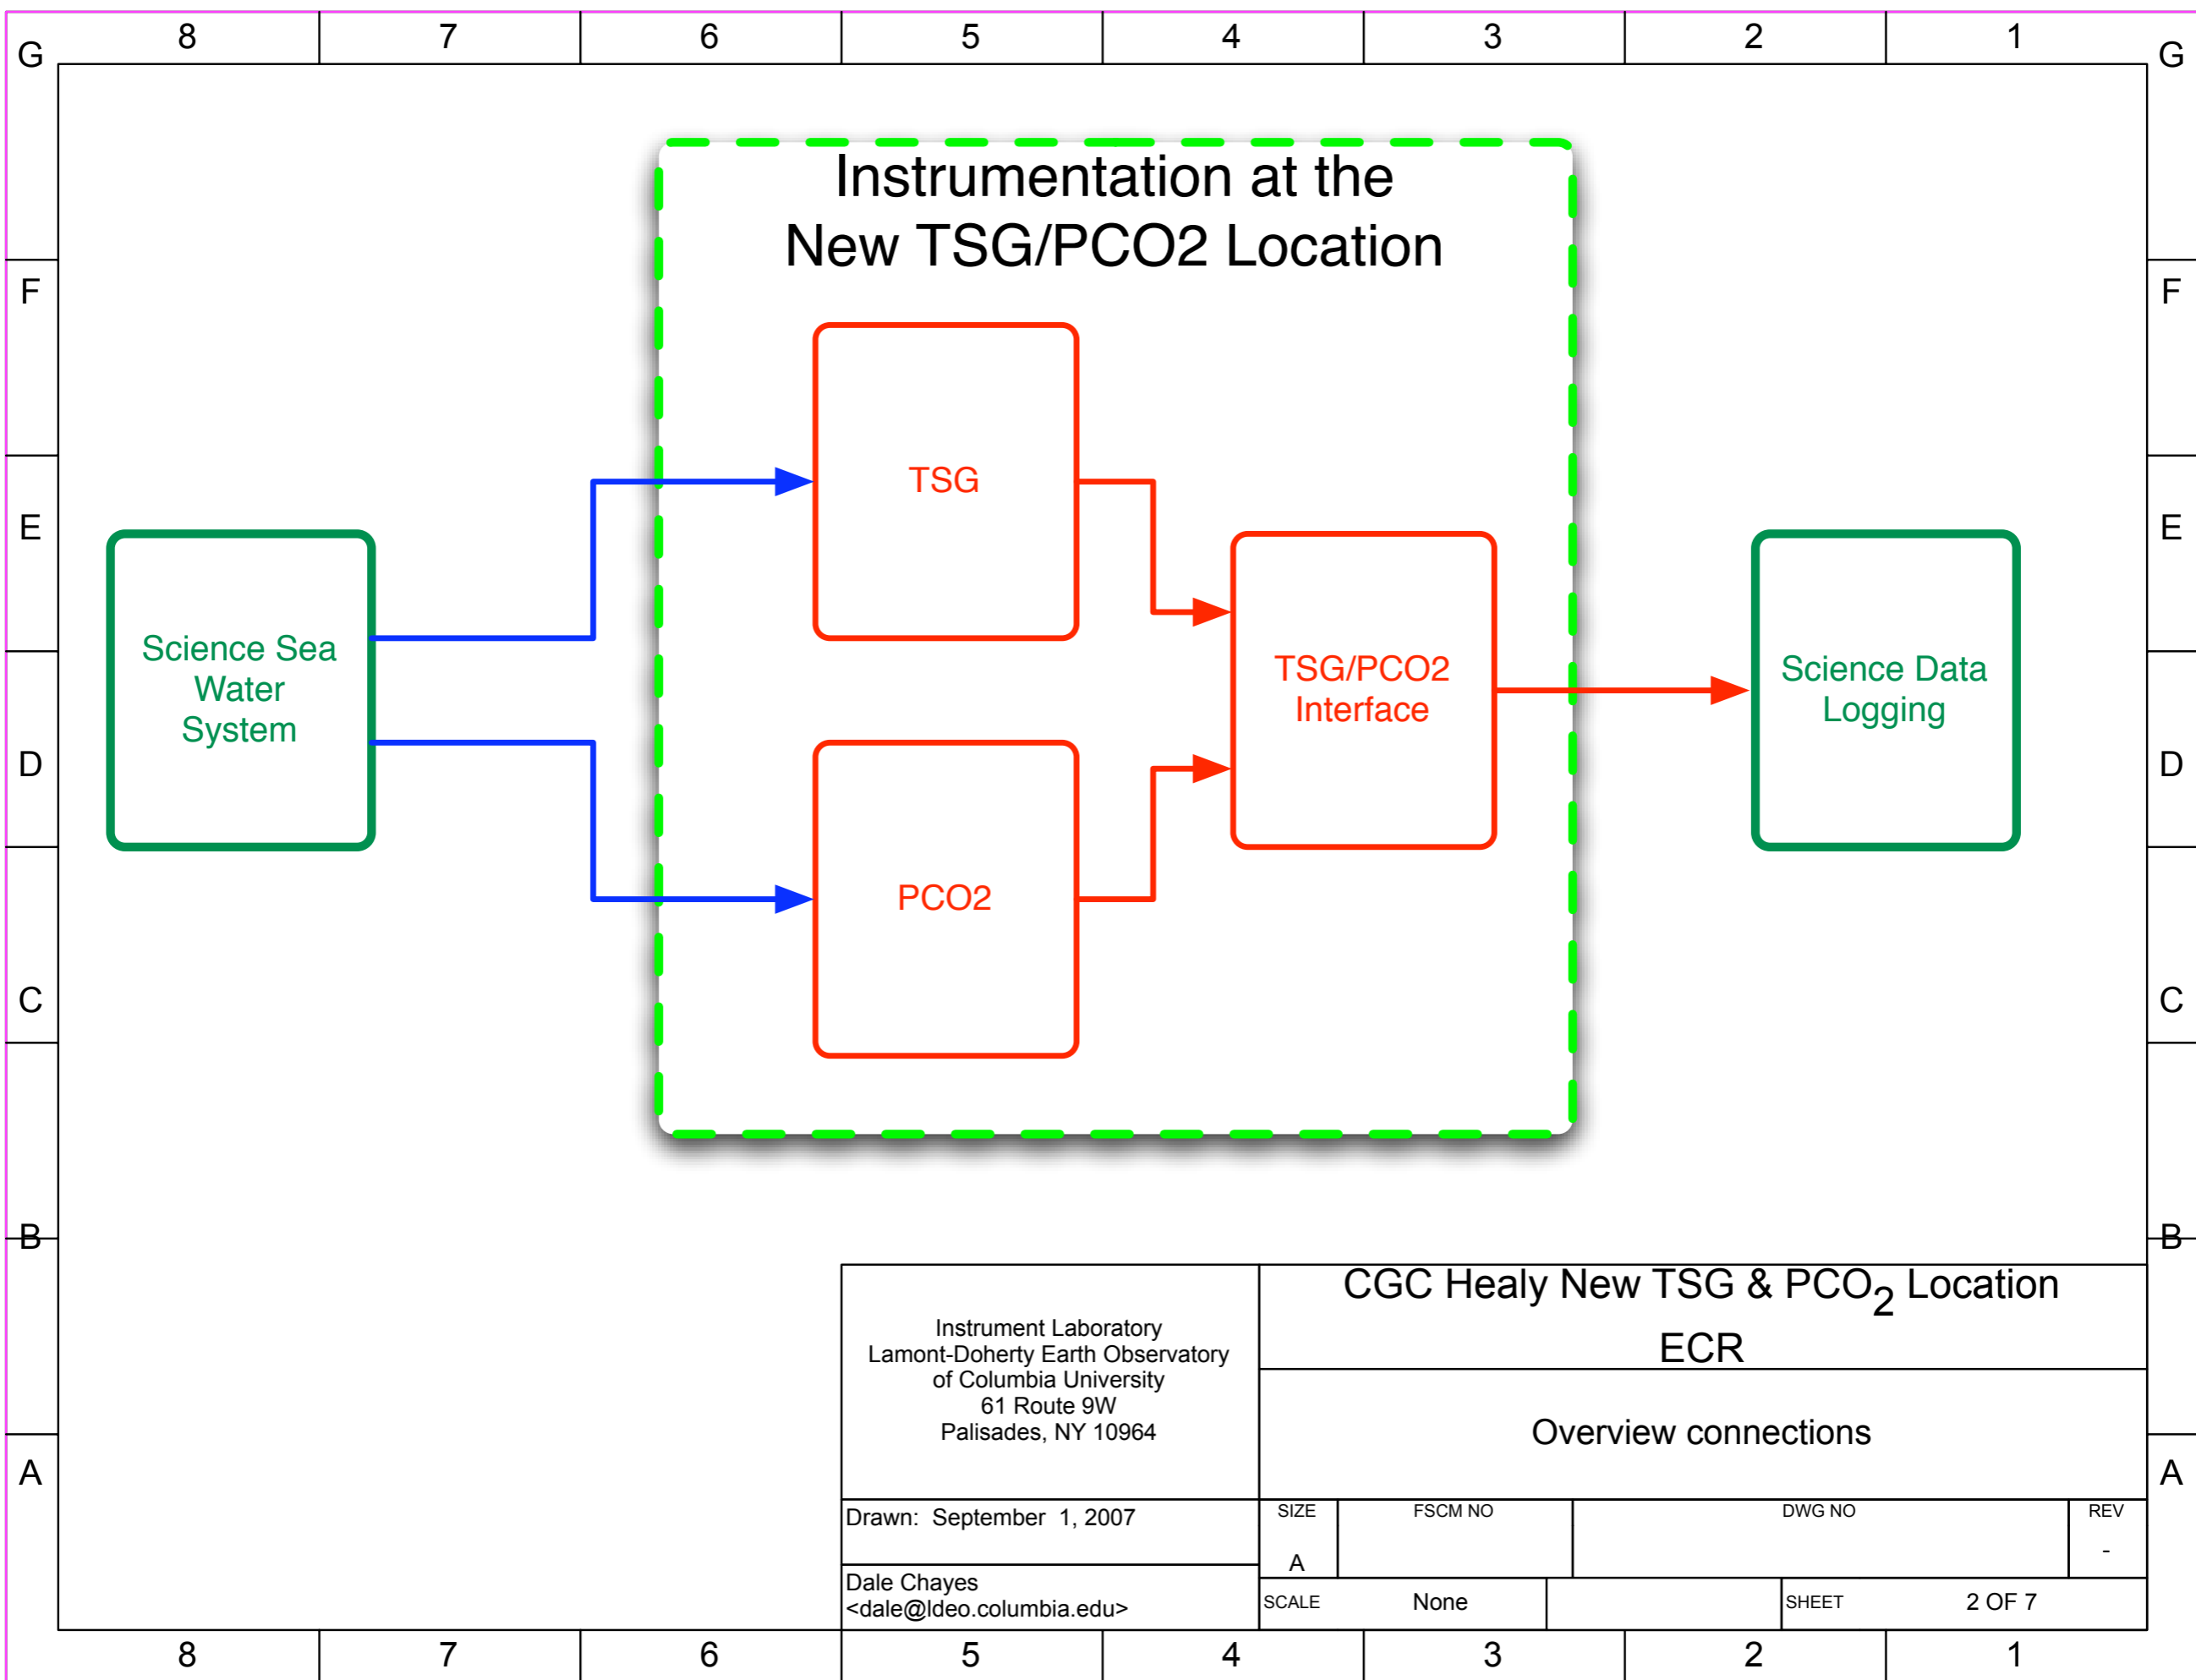 8 7 6 5 4 3 2 1
G G
Instrumentation at the
New TSG/PCO2 Location
F F
TSG
E E
Science Sea
Water
System
TSG/PCO2
Interface
Science Data
Logging
D D
PCO2
C C
B B
CGC Healy New TSG & PCO2 Location
ECR
Instrument Laboratory
Lamont-Doherty Earth Observatory
of Columbia University
61 Route 9W
Palisades, NY 10964
Overview connections
A A
Drawn: September 1, 2007
SIZE FSCM NO DWG NO REV
A -
Dale Chayes
<dale@ldeo.columbia.edu>
SCALE None SHEET 2 OF 7
8 7 6 5 4 3 2 1